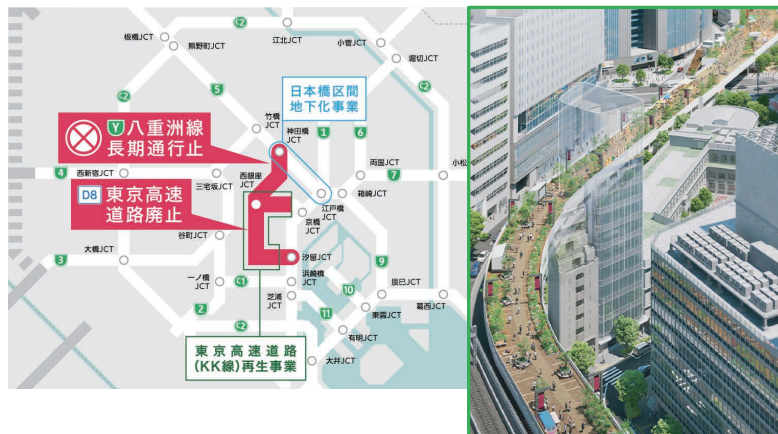 C2
板橋JCT
熊野町JCT
江北JCT
小菅JCT
堀切JCT
C2
5
C2
日本橋区間
地下化事業
竹橋
JCT
神田橋
JCT
1
6
Y 八重洲線
長期通行止
両国JCT
小松
7
4
西新宿JCT
三宅坂JCT
西銀座
JCT
D8 東京高速
道路廃止
江戸橋
JCT
箱崎JCT
京橋
JCT
谷町JCT
大橋JCT
3
汐留JCT
9
一ノ橋
JCT
C1
浜崎橋
JCT
10
辰巳JCT
2
芝浦
JCT
葛西JCT
東雲JCT
11
C2
有明JCT
東京高速道路
(KK線)再生事業
大井JCT